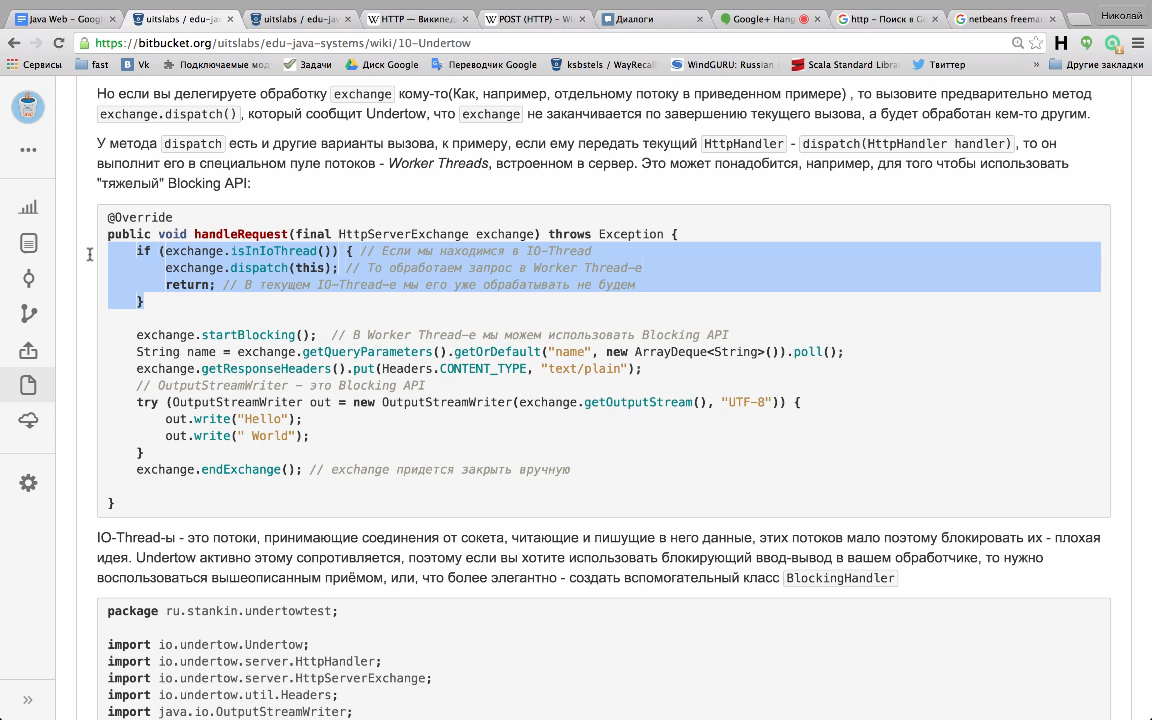 Java Web - Google
uitslabs / edu-jav
uitslabs / edu-jav
HTTP — Википед
POST (HTTP) - W
Диалоги
Google+ Hang
http - Поиск в Go
netbeans freemar
Николай
https://bitbucket.org/uitslabs/edu-java-systems/wiki/10-Undertow
Сервисы
fast
Vk
Подключаемые мод
Задачи
Диск Google
Переводчик Google
ksbstels / WayRecal
WindGURU: Russian
Scala Standard Libra
Твиттер
»
Другие закладки
Но если вы делегируете обработку exchange кому-то(Как, например, отдельному потоку в приведенном примере) , то вызовите предварительно метод
exchange.dispatch(), который сообщит Undertow, что exchange не заканчивается по завершению текущего вызова, а будет обработан кем-то другим.
У метода dispatch есть и другие варианты вызова, к примеру, если ему передать текущий HttpHandler - dispatch(HttpHandler handler), то он
выполнит его в специальном пуле потоков - Worker Threads, встроенном в сервер. Это может понадобится, например, для того чтобы использовать
"тяжелый" Blocking API:
@Override
public void handleRequest(final HttpServerExchange exchange) throws Exception {
if (exchange.isInIoThread()) { // Если мы находимся в IO-Thread
exchange.dispatch(this); // То обработаем запрос в Worker Thread-е
return; // В текущем IO-Thread-е мы его уже обрабатывать не будем
}
exchange.startBlocking(); // В Worker Thread-е мы можем использовать Blocking API
String name = exchange.getQueryParameters().getOrDefault("name", new ArrayDeque<String>()).poll();
exchange.getResponseHeaders().put(Headers.CONTENT_TYPE, "text/plain");
// OutputStreamWriter - это Blocking API
try (OutputStreamWriter out = new OutputStreamWriter(exchange.getOutputStream(), "UTF-8")) {
out.write("Hello");
out.write(" World");
}
exchange.endExchange(); // exchange придется закрыть вручную
}
IO-Thread-ы - это потоки, принимающие соединения от сокета, читающие и пишущие в него данные, этих потоков мало поэтому блокировать их - плохая
идея. Undertow активно этому сопротивляется, поэтому если вы хотите использовать блокирующий ввод-вывод в вашем обработчике, то нужно
воспользоваться вышеописанным приёмом, или, что более элегантно - создать вспомогательный класс BlockingHandler
package ru.stankin.undertowtest;
import io.undertow.Undertow;
import io.undertow.server.HttpHandler;
import io.undertow.server.HttpServerExchange;
import io.undertow.util.Headers;
import java.io.OutputStreamWriter;
»